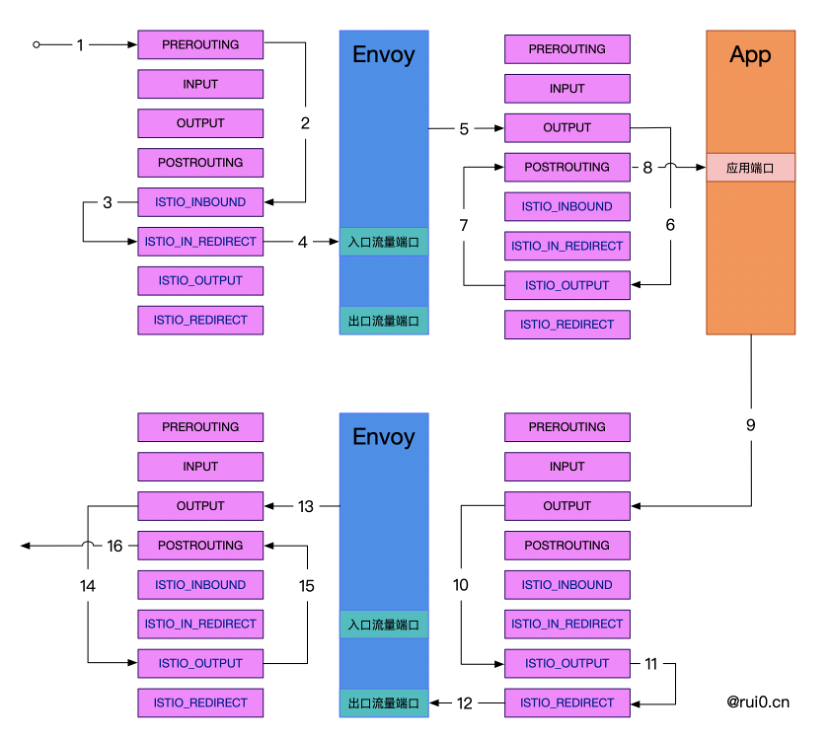 1
PREROUTING
INPUT
OUTPUT
POSTROUTING
ISTIO_INBOUND
ISTIO_IN_REDIRECT
ISTIO_OUTPUT
ISTIO_REDIRECT
2
3
4
Envoy
入口流量端口
出口流量端口
5
PREROUTING
INPUT
OUTPUT
POSTROUTING
ISTIO_INBOUND
ISTIO_IN_REDIRECT
ISTIO_OUTPUT
ISTIO_REDIRECT
6
7
8
App
应用端口
9
PREROUTING
INPUT
OUTPUT
POSTROUTING
ISTIO_INBOUND
ISTIO_IN_REDIRECT
ISTIO_OUTPUT
ISTIO_REDIRECT
10
11
12
Envoy
入口流量端口
出口流量端口
13
PREROUTING
INPUT
OUTPUT
POSTROUTING
ISTIO_INBOUND
ISTIO_IN_REDIRECT
ISTIO_OUTPUT
ISTIO_REDIRECT
14
15
16
@rui0.cn